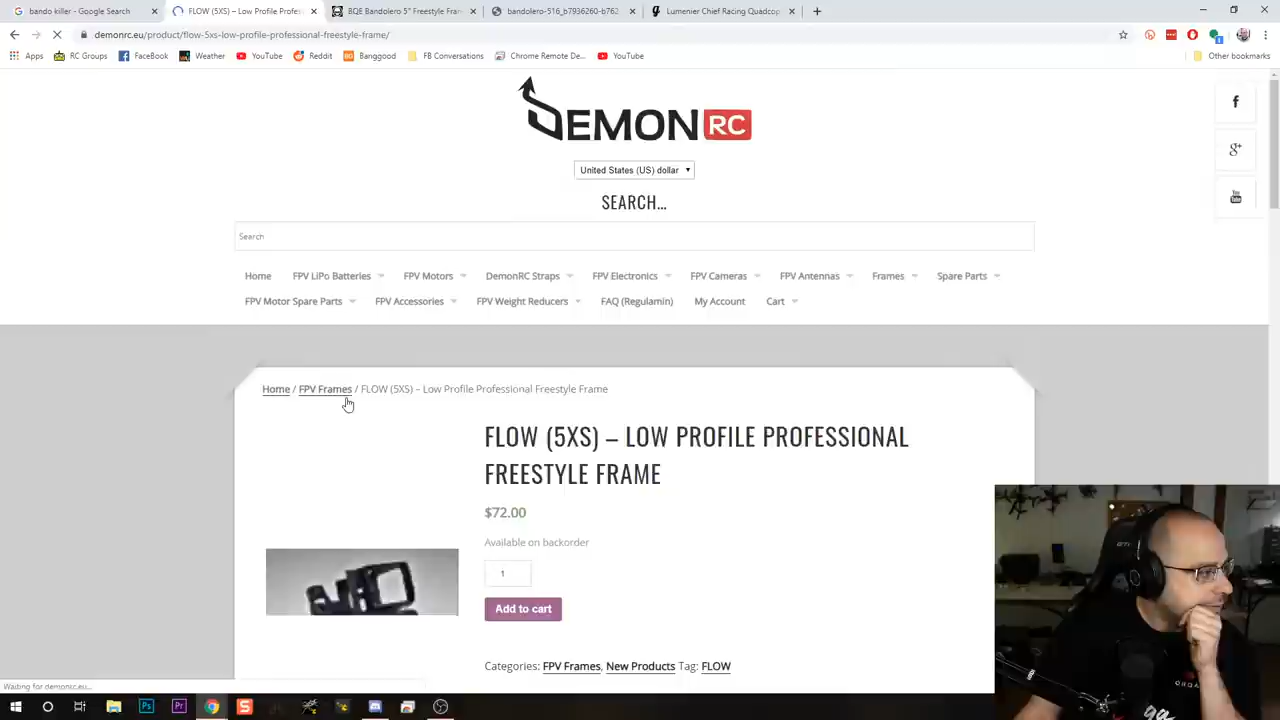 bando killer - Google Search
FLOW (5XS) – Low Profile Profes
BQE Bandolero 5" Freestyle Fram
bandolero-516_b7936260-b762-
Lumenier Chief Racing Quadcop
demonrc.eu/product/flow-5xs-low-profile-professional-freestyle-frame/
Apps
RC Groups
FaceBook
Weather
YouTube
Reddit
Banggood
FB Conversations
Chrome Remote De...
YouTube
Other bookmarks
DEMON RC
United States (US) dollar
SEARCH...
Search
Home FPV LiPo Batteries FPV Motors DemonRC Straps FPV Electronics FPV Cameras FPV Antennas Frames Spare Parts
FPV Motor Spare Parts FPV Accessories FPV Weight Reducers FAQ (Regulamin) My Account Cart
Home / FPV Frames / FLOW (5XS) – Low Profile Professional Freestyle Frame
FLOW (5XS) – LOW PROFILE PROFESSIONAL
FREESTYLE FRAME
$72.00
Available on backorder
1
Add to cart
Categories: FPV Frames, New Products Tag: FLOW
Waiting for demonrc.eu...